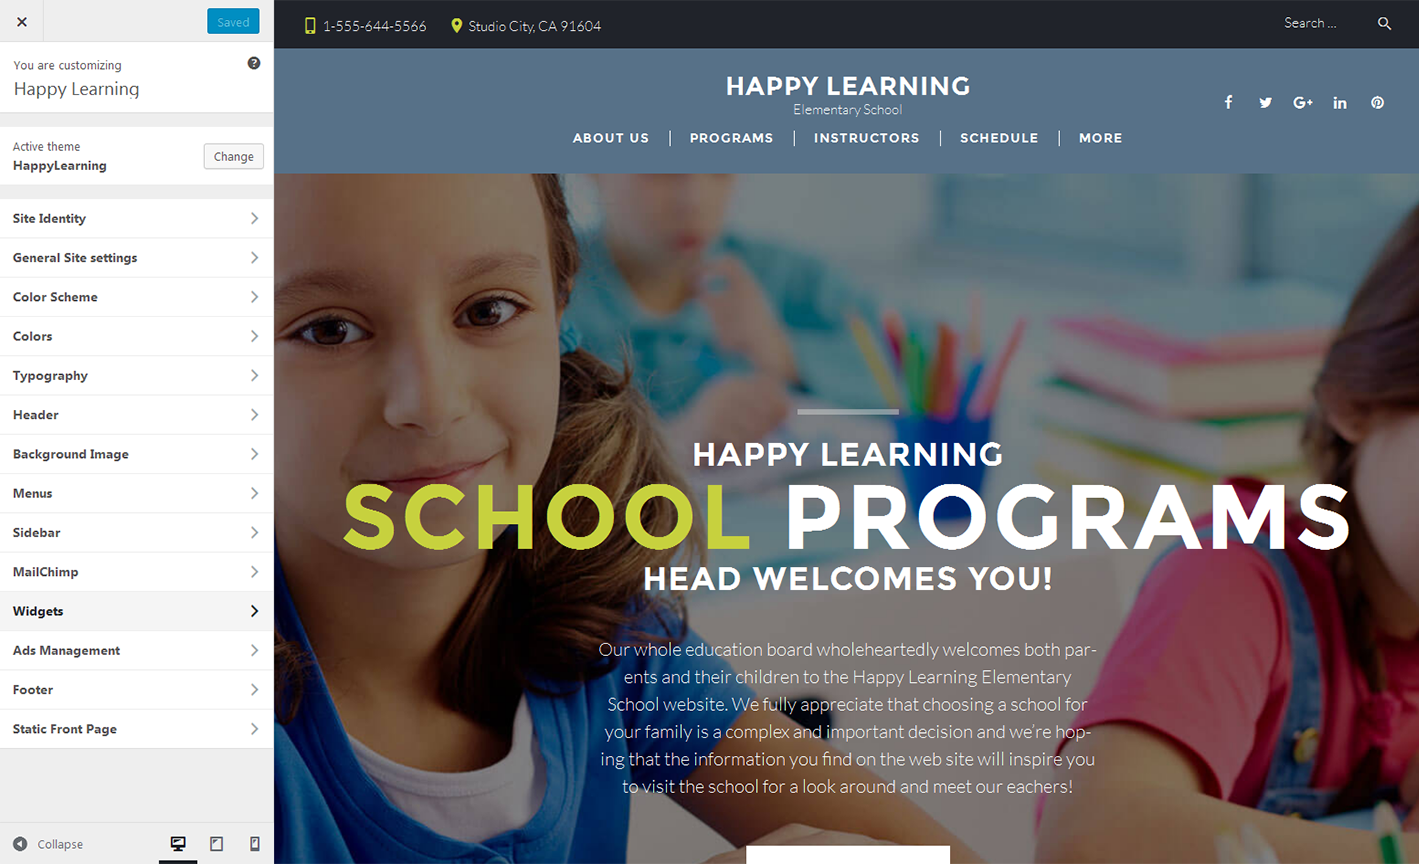 Saved
You are customizing
Happy Learning
Active theme
HappyLearning
Change
Site Identity
General Site settings
Color Scheme
Colors
Typography
Header
Background Image
Menus
Sidebar
MailChimp
Widgets
Ads Management
Footer
Static Front Page
Collapse
1-555-644-5566 Studio City, CA 91604
Search ...
HAPPY LEARNING
Elementary School
ABOUT US | PROGRAMS | INSTRUCTORS | SCHEDULE | MORE
HAPPY LEARNING
SCHOOL PROGRAMS
HEAD WELCOMES YOU!
Our whole education board wholeheartedly welcomes both par-
ents and their children to the Happy Learning Elementary
School website. We fully appreciate that choosing a school for
your family is a complex and important decision and we're hop-
ing that the information you find on the web site will inspire you
to visit the school for a look around and meet our eachers!